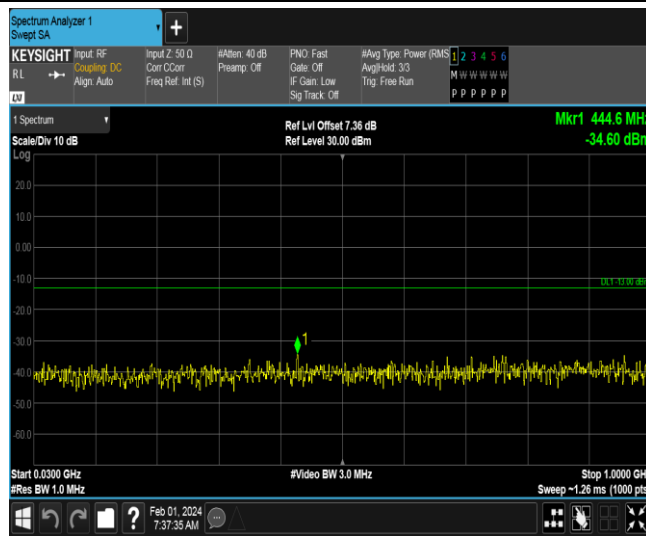 Spectrum Analyzer 1
Swept SA
+
KEYSIGHT Input: RF Input Z: 50 Ω #Atten: 40 dB PNO: Fast #Avg Type: Power (RMS 1 2 3 4 5 6
RL Coupling: DC Corr CCorr Preamp: Off Gate: Off Avg|Hold: 3/3 M W W W W W
Align: Auto Freq Ref: Int (S) IF Gain: Low Trig: Free Run
Sig Track: Off P P P P P P
LXI
1 Spectrum Ref Lvl Offset 7.36 dB Mkr1 444.6 MHz
Scale/Div 10 dB Ref Level 30.00 dBm -34.60 dBm
Log
20.0
10.0
0.00
-10.0
DL1 -13.00 dBm
-20.0
-30.0
1
-40.0
-50.0
-60.0
Start 0.0300 GHz #Video BW 3.0 MHz Stop 1.0000 GH
#Res BW 1.0 MHz Sweep ~1.26 ms (1000 pts
? Feb 01, 2024
7:37:35 AM